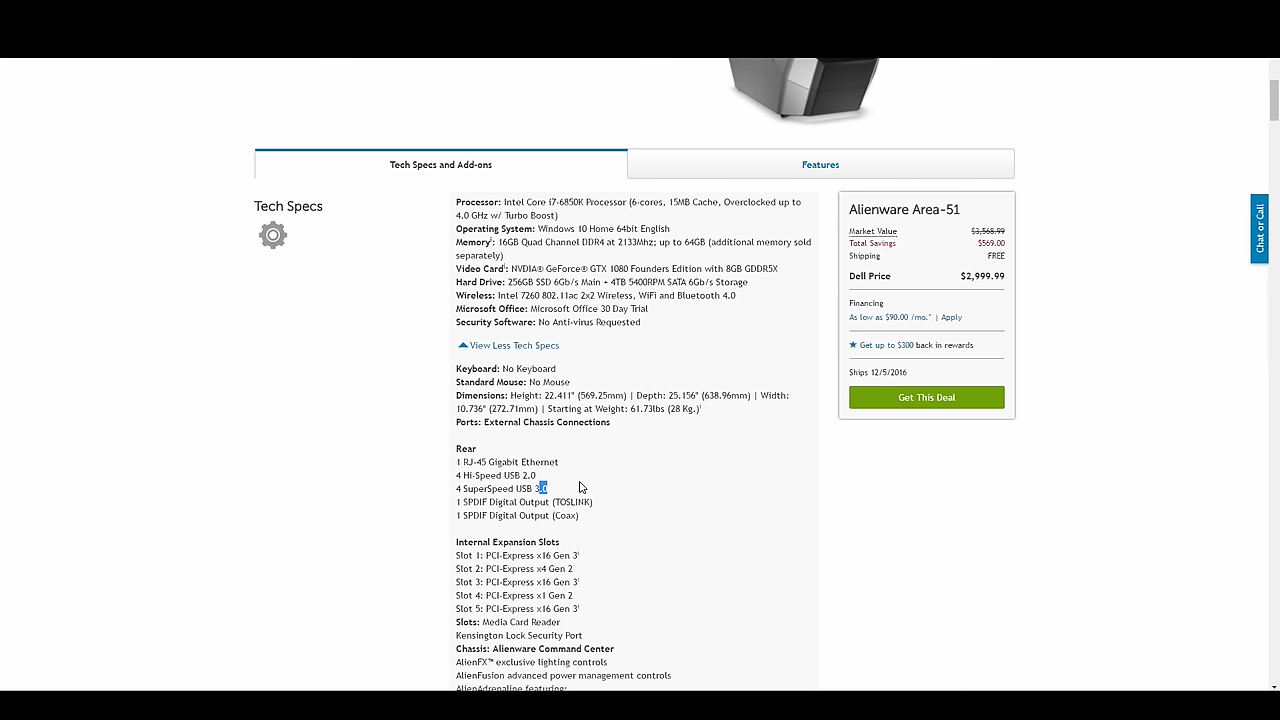 Tech Specs and Add-ons
Features
Tech Specs
Processor: Intel Core i7-6850K Processor (6-cores, 15MB Cache, Overclocked up to
4.0 GHz w/ Turbo Boost)
Operating System: Windows 10 Home 64bit English
Memory: 16GB Quad Channel DDR4 at 2133Mhz; up to 64GB (additional memory sold
separately)
Video Card: NVIDIA® GeForce® GTX 1080 Founders Edition with 8GB GDDR5X
Hard Drive: 256GB SSD 6Gb/s Main + 4TB 5400RPM SATA 6Gb/s Storage
Wireless: Intel 7260 802.11ac 2x2 Wireless, WiFi and Bluetooth 4.0
Microsoft Office: Microsoft Office 30 Day Trial
Security Software: No Anti-virus Requested
View Less Tech Specs
Keyboard: No Keyboard
Standard Mouse: No Mouse
Dimensions: Height: 22.411" (569.25mm) | Depth: 25.156" (638.96mm) | Width:
10.736" (272.71mm) | Starting at Weight: 61.73lbs (28 Kg.)
Ports: External Chassis Connections
Rear
1 RJ-45 Gigabit Ethernet
4 Hi-Speed USB 2.0
4 SuperSpeed USB 3.0
1 SPDIF Digital Output (TOSLINK)
1 SPDIF Digital Output (Coax)
Internal Expansion Slots
Slot 1: PCI-Express x16 Gen 3
Slot 2: PCI-Express x4 Gen 2
Slot 3: PCI-Express x16 Gen 3
Slot 4: PCI-Express x1 Gen 2
Slot 5: PCI-Express x16 Gen 3
Slots: Media Card Reader
Kensington Lock Security Port
Chassis: Alienware Command Center
AlienFX™ exclusive lighting controls
AlienFusion advanced power management controls
AlienAdrenaline featuring:
Alienware Area-51
Market Value $3,568.99
Total Savings $569.00
Shipping FREE
Dell Price $2,999.99
Financing
As low as $90.00 /mo.^ | Apply
Get up to $300 back in rewards
Ships 12/5/2016
Get This Deal
Chat or Call